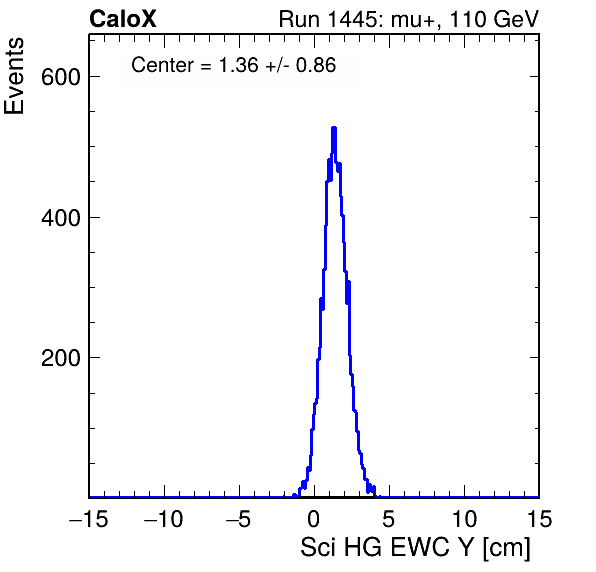 CaloX Run 1445: mu+, 110 GeV
Center = 1.36 +/- 0.86
Events
600
400
200
−15 −10 −5 0 5 10 15
Sci HG EWC Y [cm]